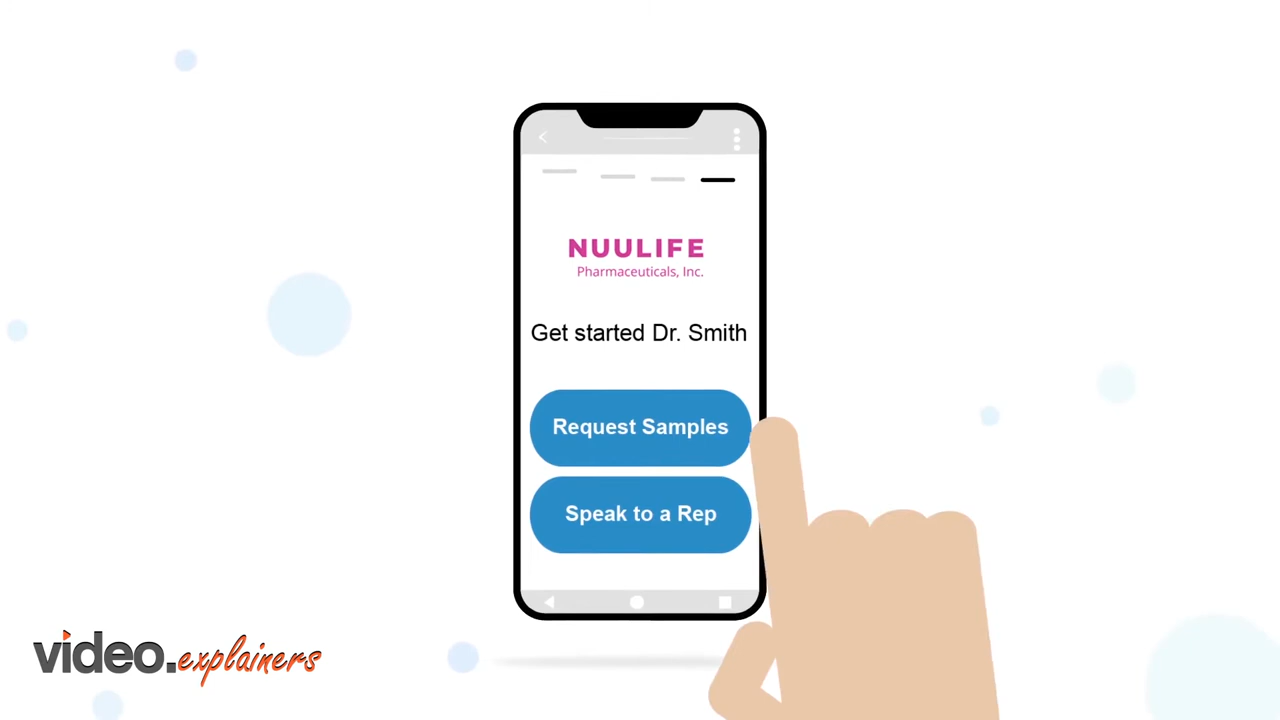 NUULIFE
Pharmaceuticals, Inc.
Get started Dr. Smith
Request Samples
Speak to a Rep
video.explainers